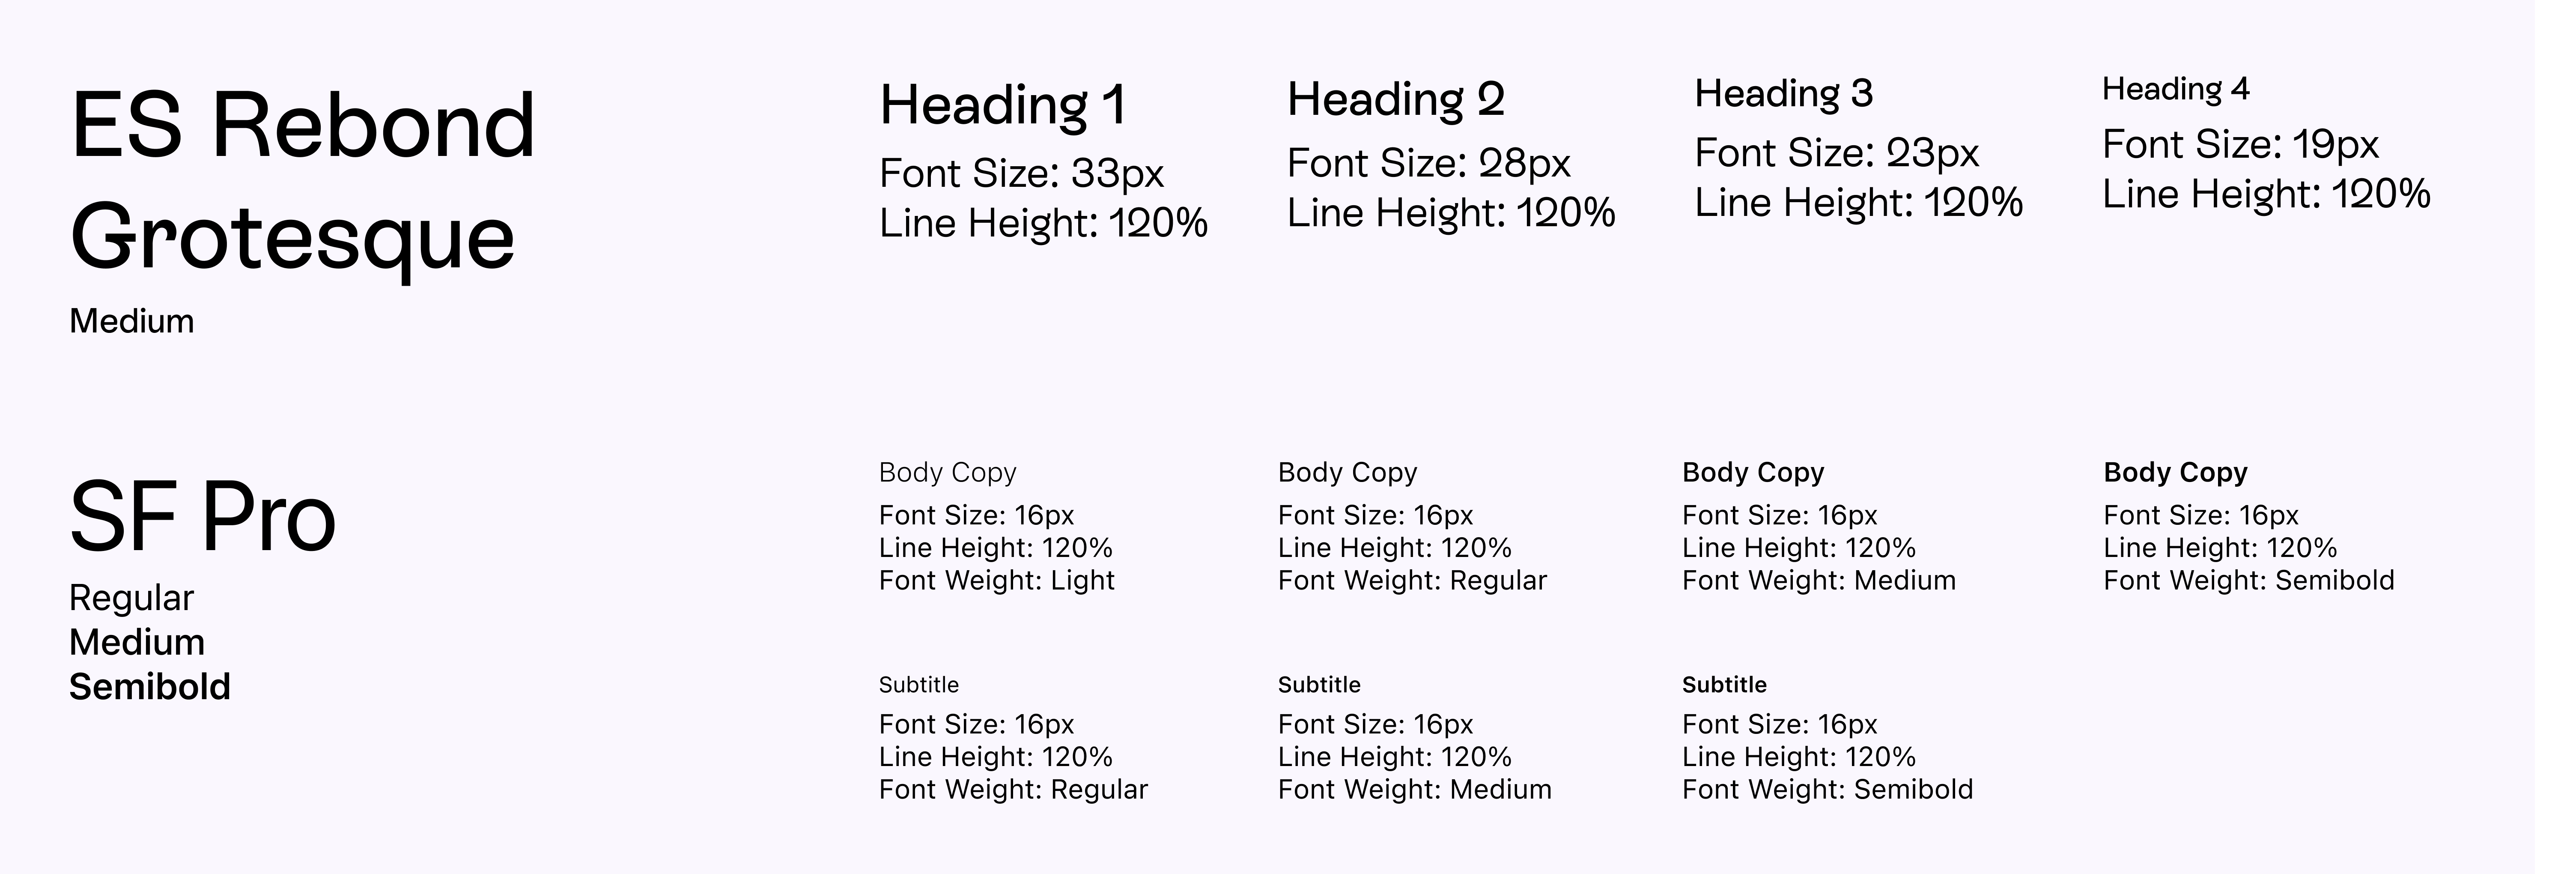 ES Rebond
Grotesque
Medium
Heading 1
Font Size: 33px
Line Height: 120%
Heading 2
Font Size: 28px
Line Height: 120%
Heading 3
Font Size: 23px
Line Height: 120%
Heading 4
Font Size: 19px
Line Height: 120%
SF Pro
Regular
Medium
Semibold
Body Copy
Font Size: 16px
Line Height: 120%
Font Weight: Light
Body Copy
Font Size: 16px
Line Height: 120%
Font Weight: Regular
Body Copy
Font Size: 16px
Line Height: 120%
Font Weight: Medium
Body Copy
Font Size: 16px
Line Height: 120%
Font Weight: Semibold
Subtitle
Font Size: 16px
Line Height: 120%
Font Weight: Regular
Subtitle
Font Size: 16px
Line Height: 120%
Font Weight: Medium
Subtitle
Font Size: 16px
Line Height: 120%
Font Weight: Semibold